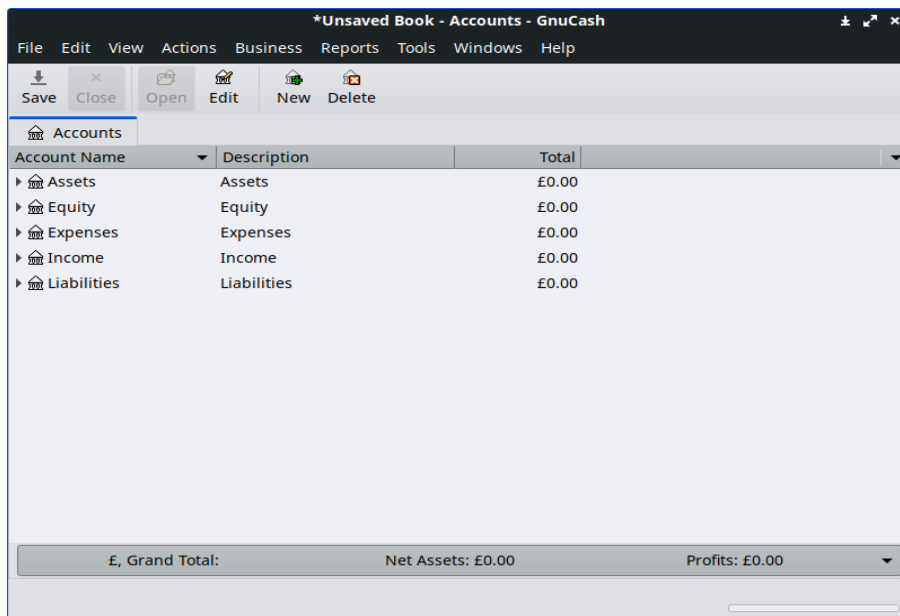 *Unsaved Book - Accounts - GnuCash
File Edit View Actions Business Reports Tools Windows Help
Save Close Open Edit New Delete
Accounts
Account Name Description Total
Assets Assets £0.00
Equity Equity £0.00
Expenses Expenses £0.00
Income Income £0.00
Liabilities Liabilities £0.00
£, Grand Total: Net Assets: £0.00 Profits: £0.00